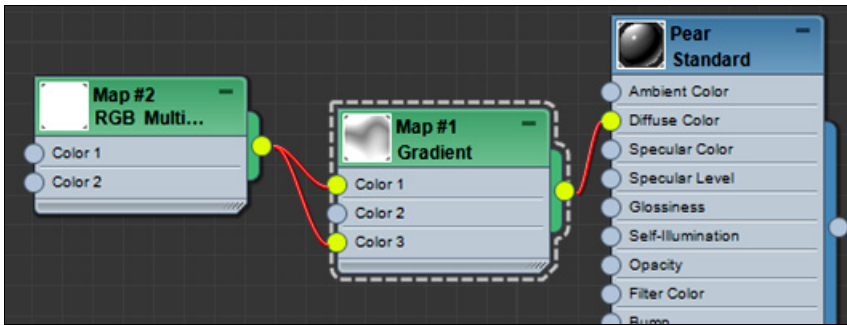 Map #2
RGB Multi...
Color 1
Color 2
Map #1
Gradient
Color 1
Color 2
Color 3
Pear
Standard
Ambient Color
Diffuse Color
Specular Color
Specular Level
Glossiness
Self-Illumination
Opacity
Filter Color
Bump